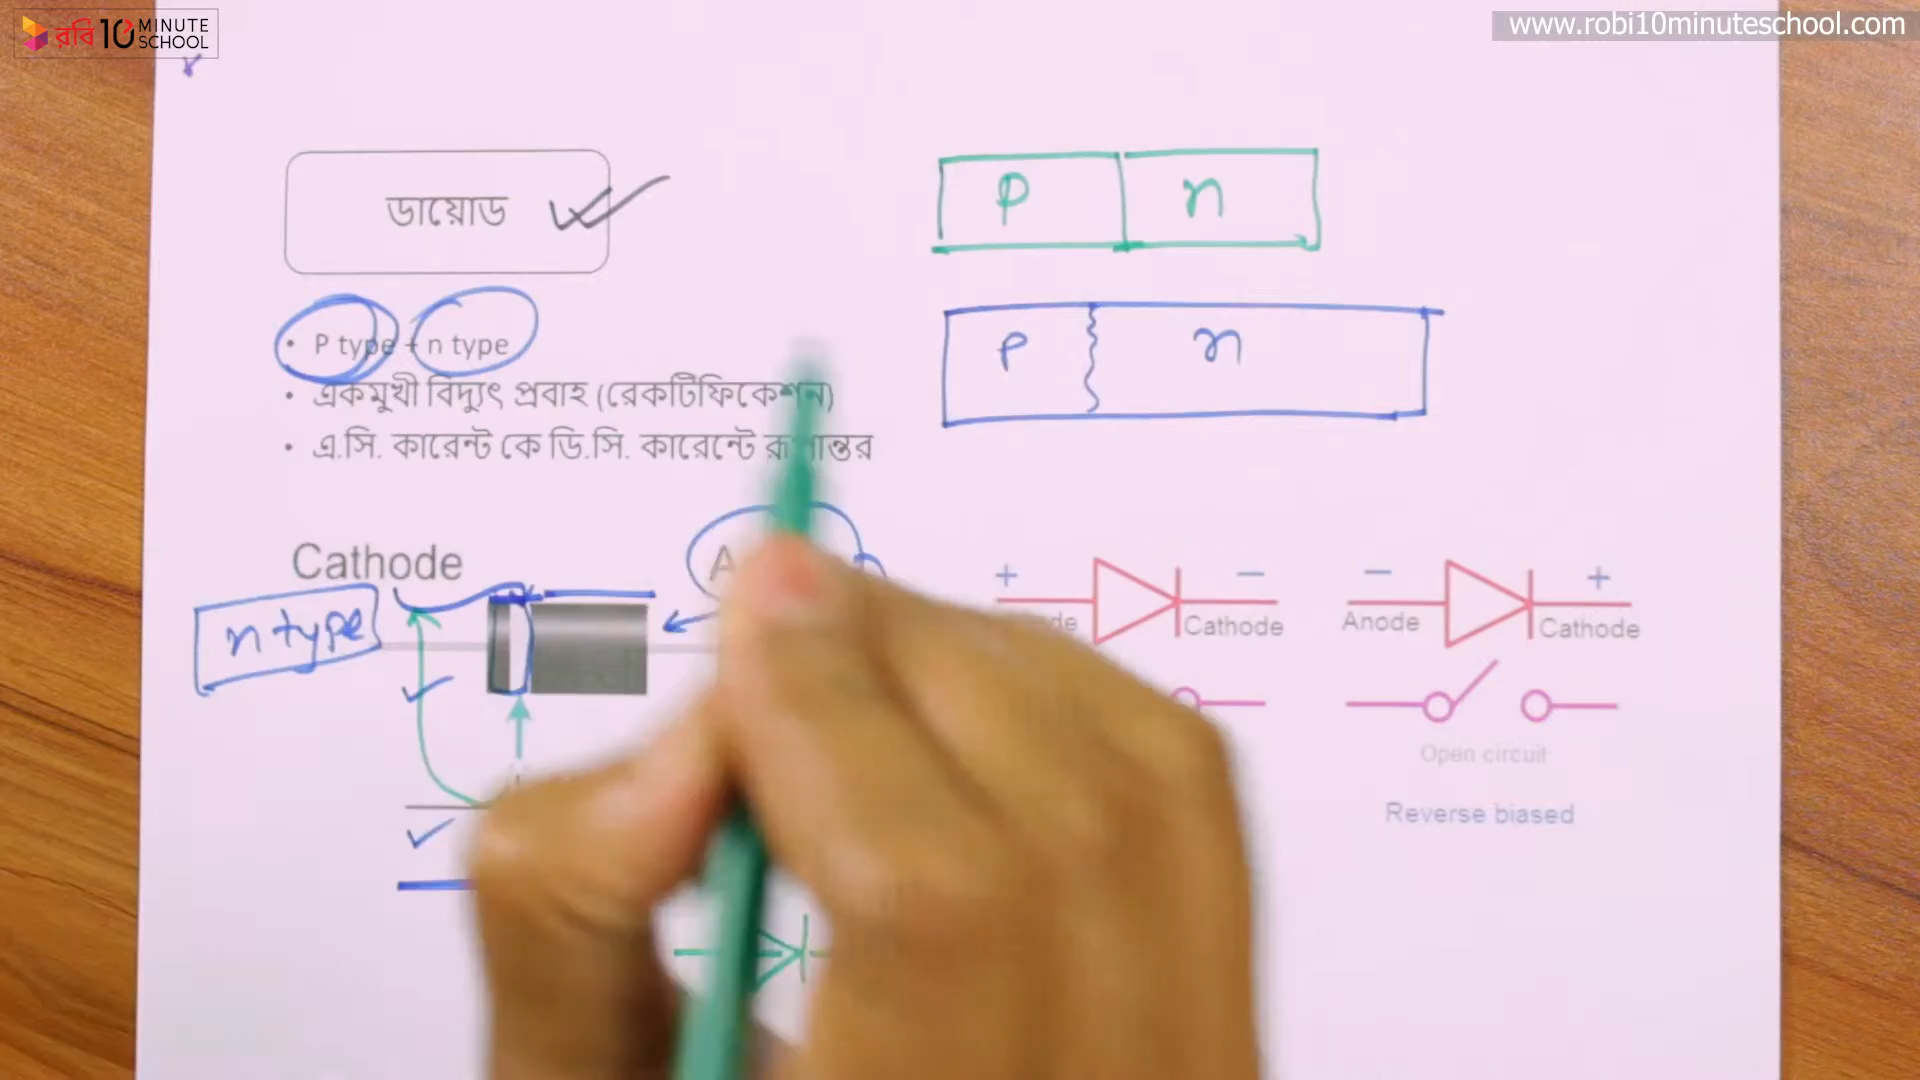 রবি 10 MINUTE SCHOOL
www.robi10minuteschool.com
ডায়োড
P n
• P type + n type
P n
• একমুখী বিদ্যুৎ প্রবাহ (রেকটিফিকেশন)
• এ.সি. কারেন্ট কে ডি.সি. কারেন্টে রূপান্তর
Cathode
n type
+ −
Cathode
− +
Anode Cathode
Open circuit
Reverse biased